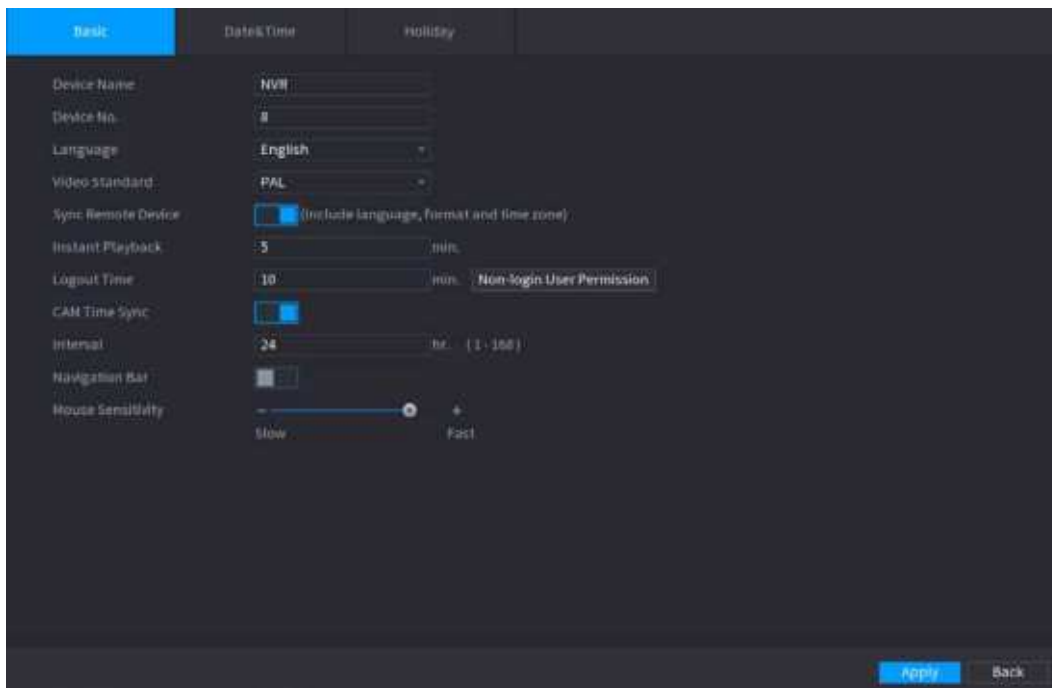 Basic Date&Time Holliday
Device Name NVR
Device No. 8
Language English
Video Standard PAL
Sync Remote Device (Include language, format and time zone)
Instant Playback 5 min.
Logout Time 10 min. Non-login User Permission
CAM Time Sync
Interval 24 hr. (1-168)
Navigation Bar
Mouse Sensitivity - +
Slow Fast
Apply Back